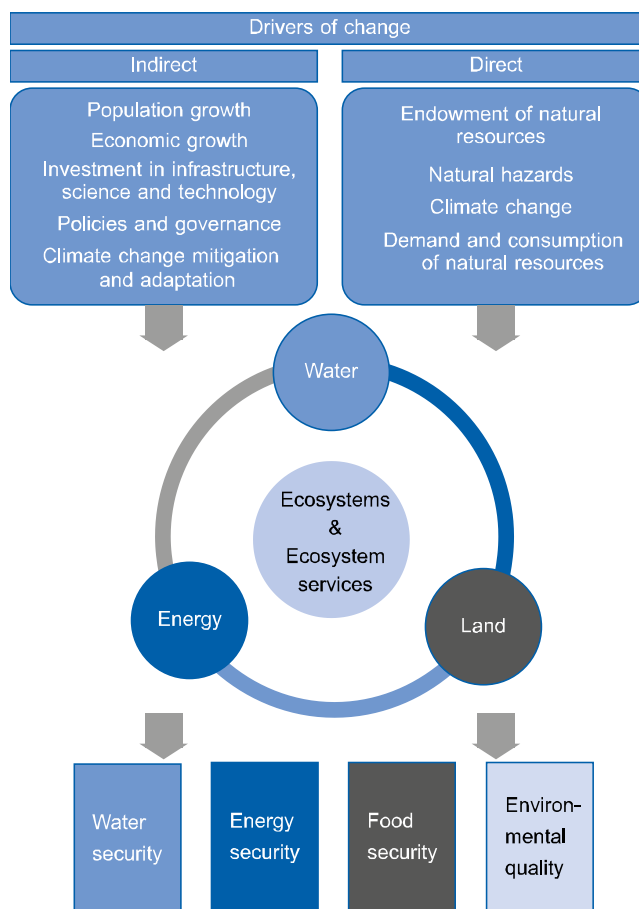 Drivers of change
Indirect
Direct
Population growth
Economic growth
Investment in infrastructure,
science and technology
Policies and governance
Climate change mitigation
and adaptation
Endowment of natural
resources
Natural hazards
Climate change
Demand and consumption
of natural resources
Water
Ecosystems
&
Ecosystem
services
Energy
Land
Water
security
Energy
security
Food
security
Environ-
mental
quality